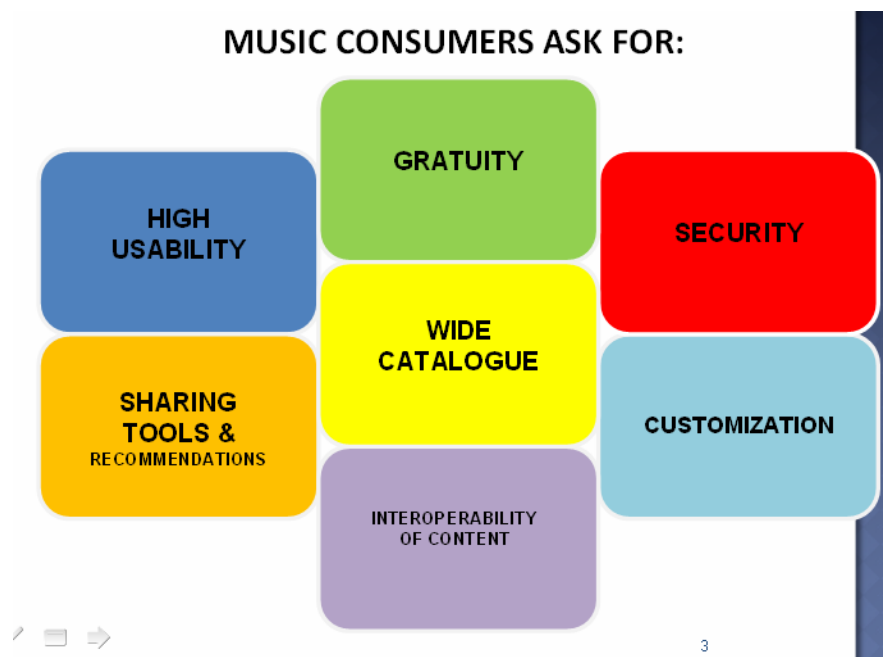 MUSIC CONSUMERS ASK FOR:
GRATUITY
HIGH
USABILITY
SECURITY
WIDE
CATALOGUE
SHARING
TOOLS &
RECOMMENDATIONS
CUSTOMIZATION
INTEROPERABILITY
OF CONTENT
3